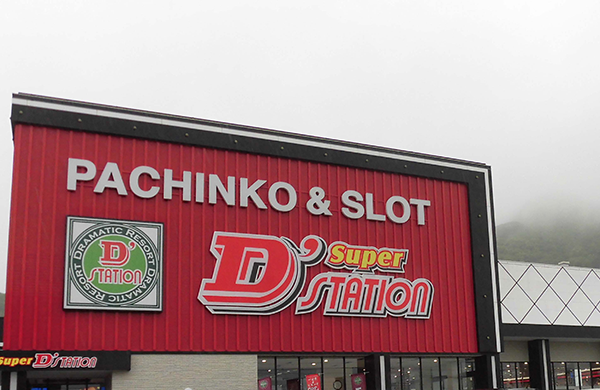 PACHINKO & SLOT
DRAMATIC RESORT DRAMATIC RESORT
D'
STATION
Super
D'STATION
Super D'STATION